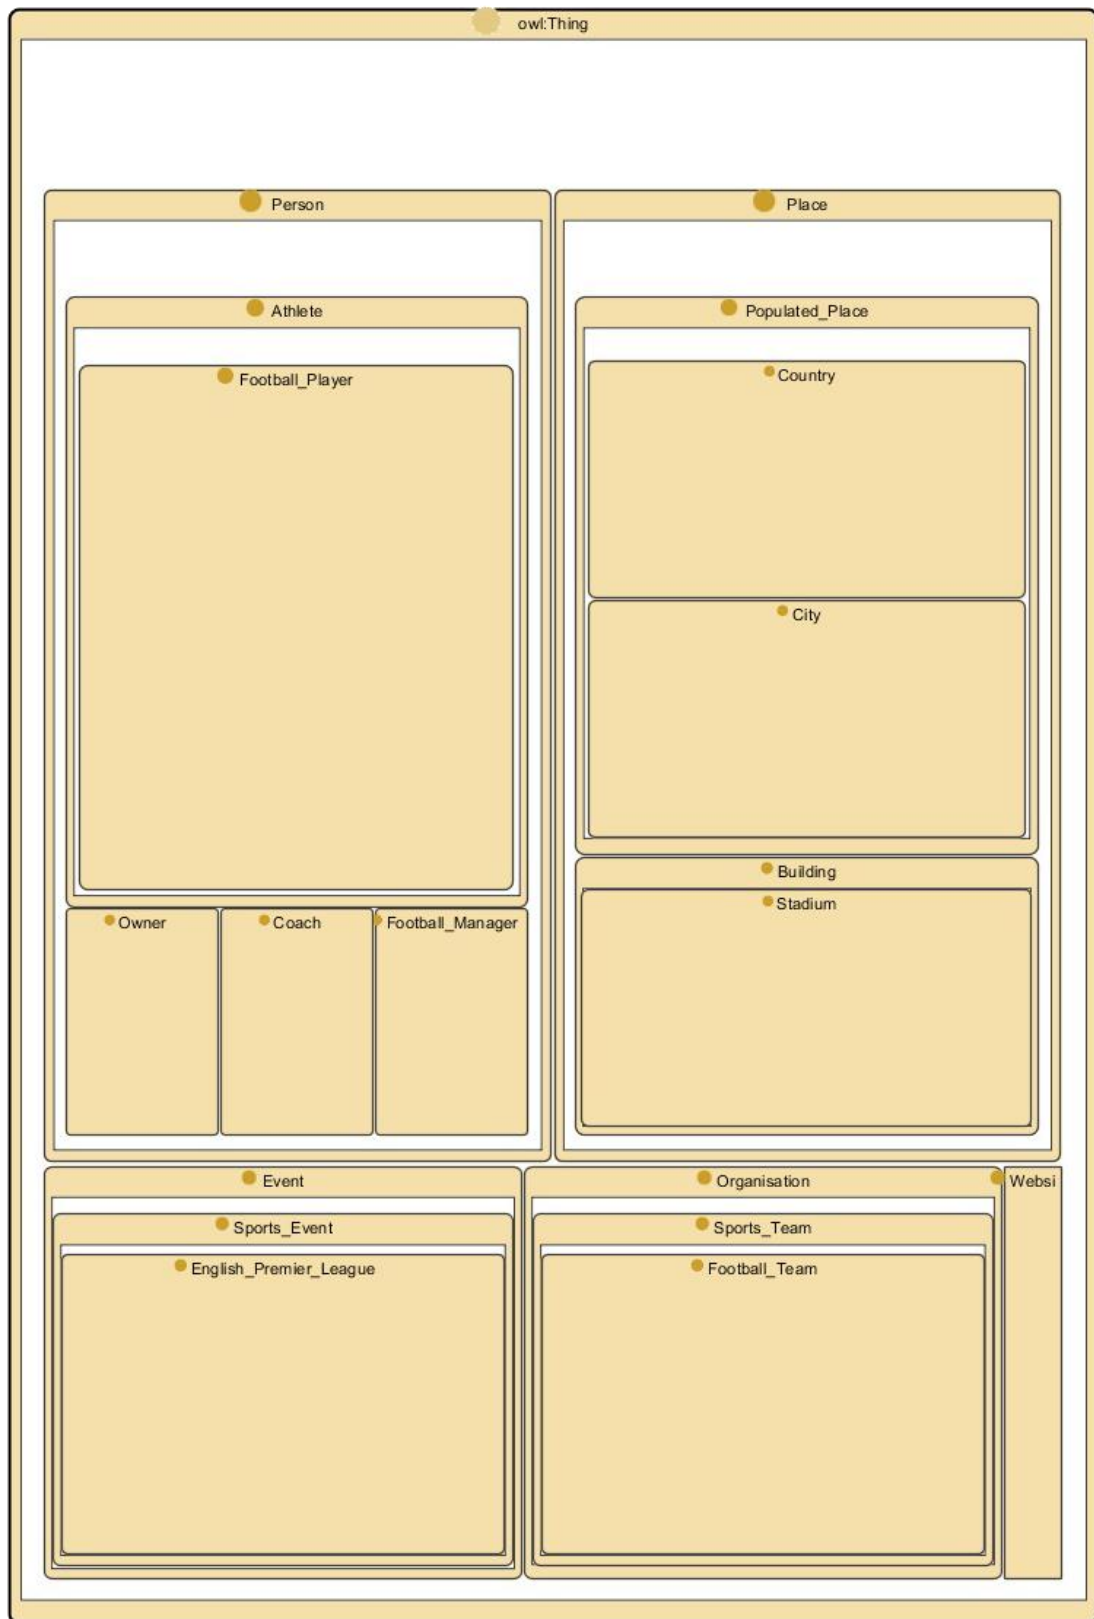 owl:Thing
Person
Place
Athlete
Populated_Place
Football_Player
Country
City
Building
Stadium
Owner
Coach
Football_Manager
Event
Organisation
Websi
Sports_Event
Sports_Team
English_Premier_League
Football_Team